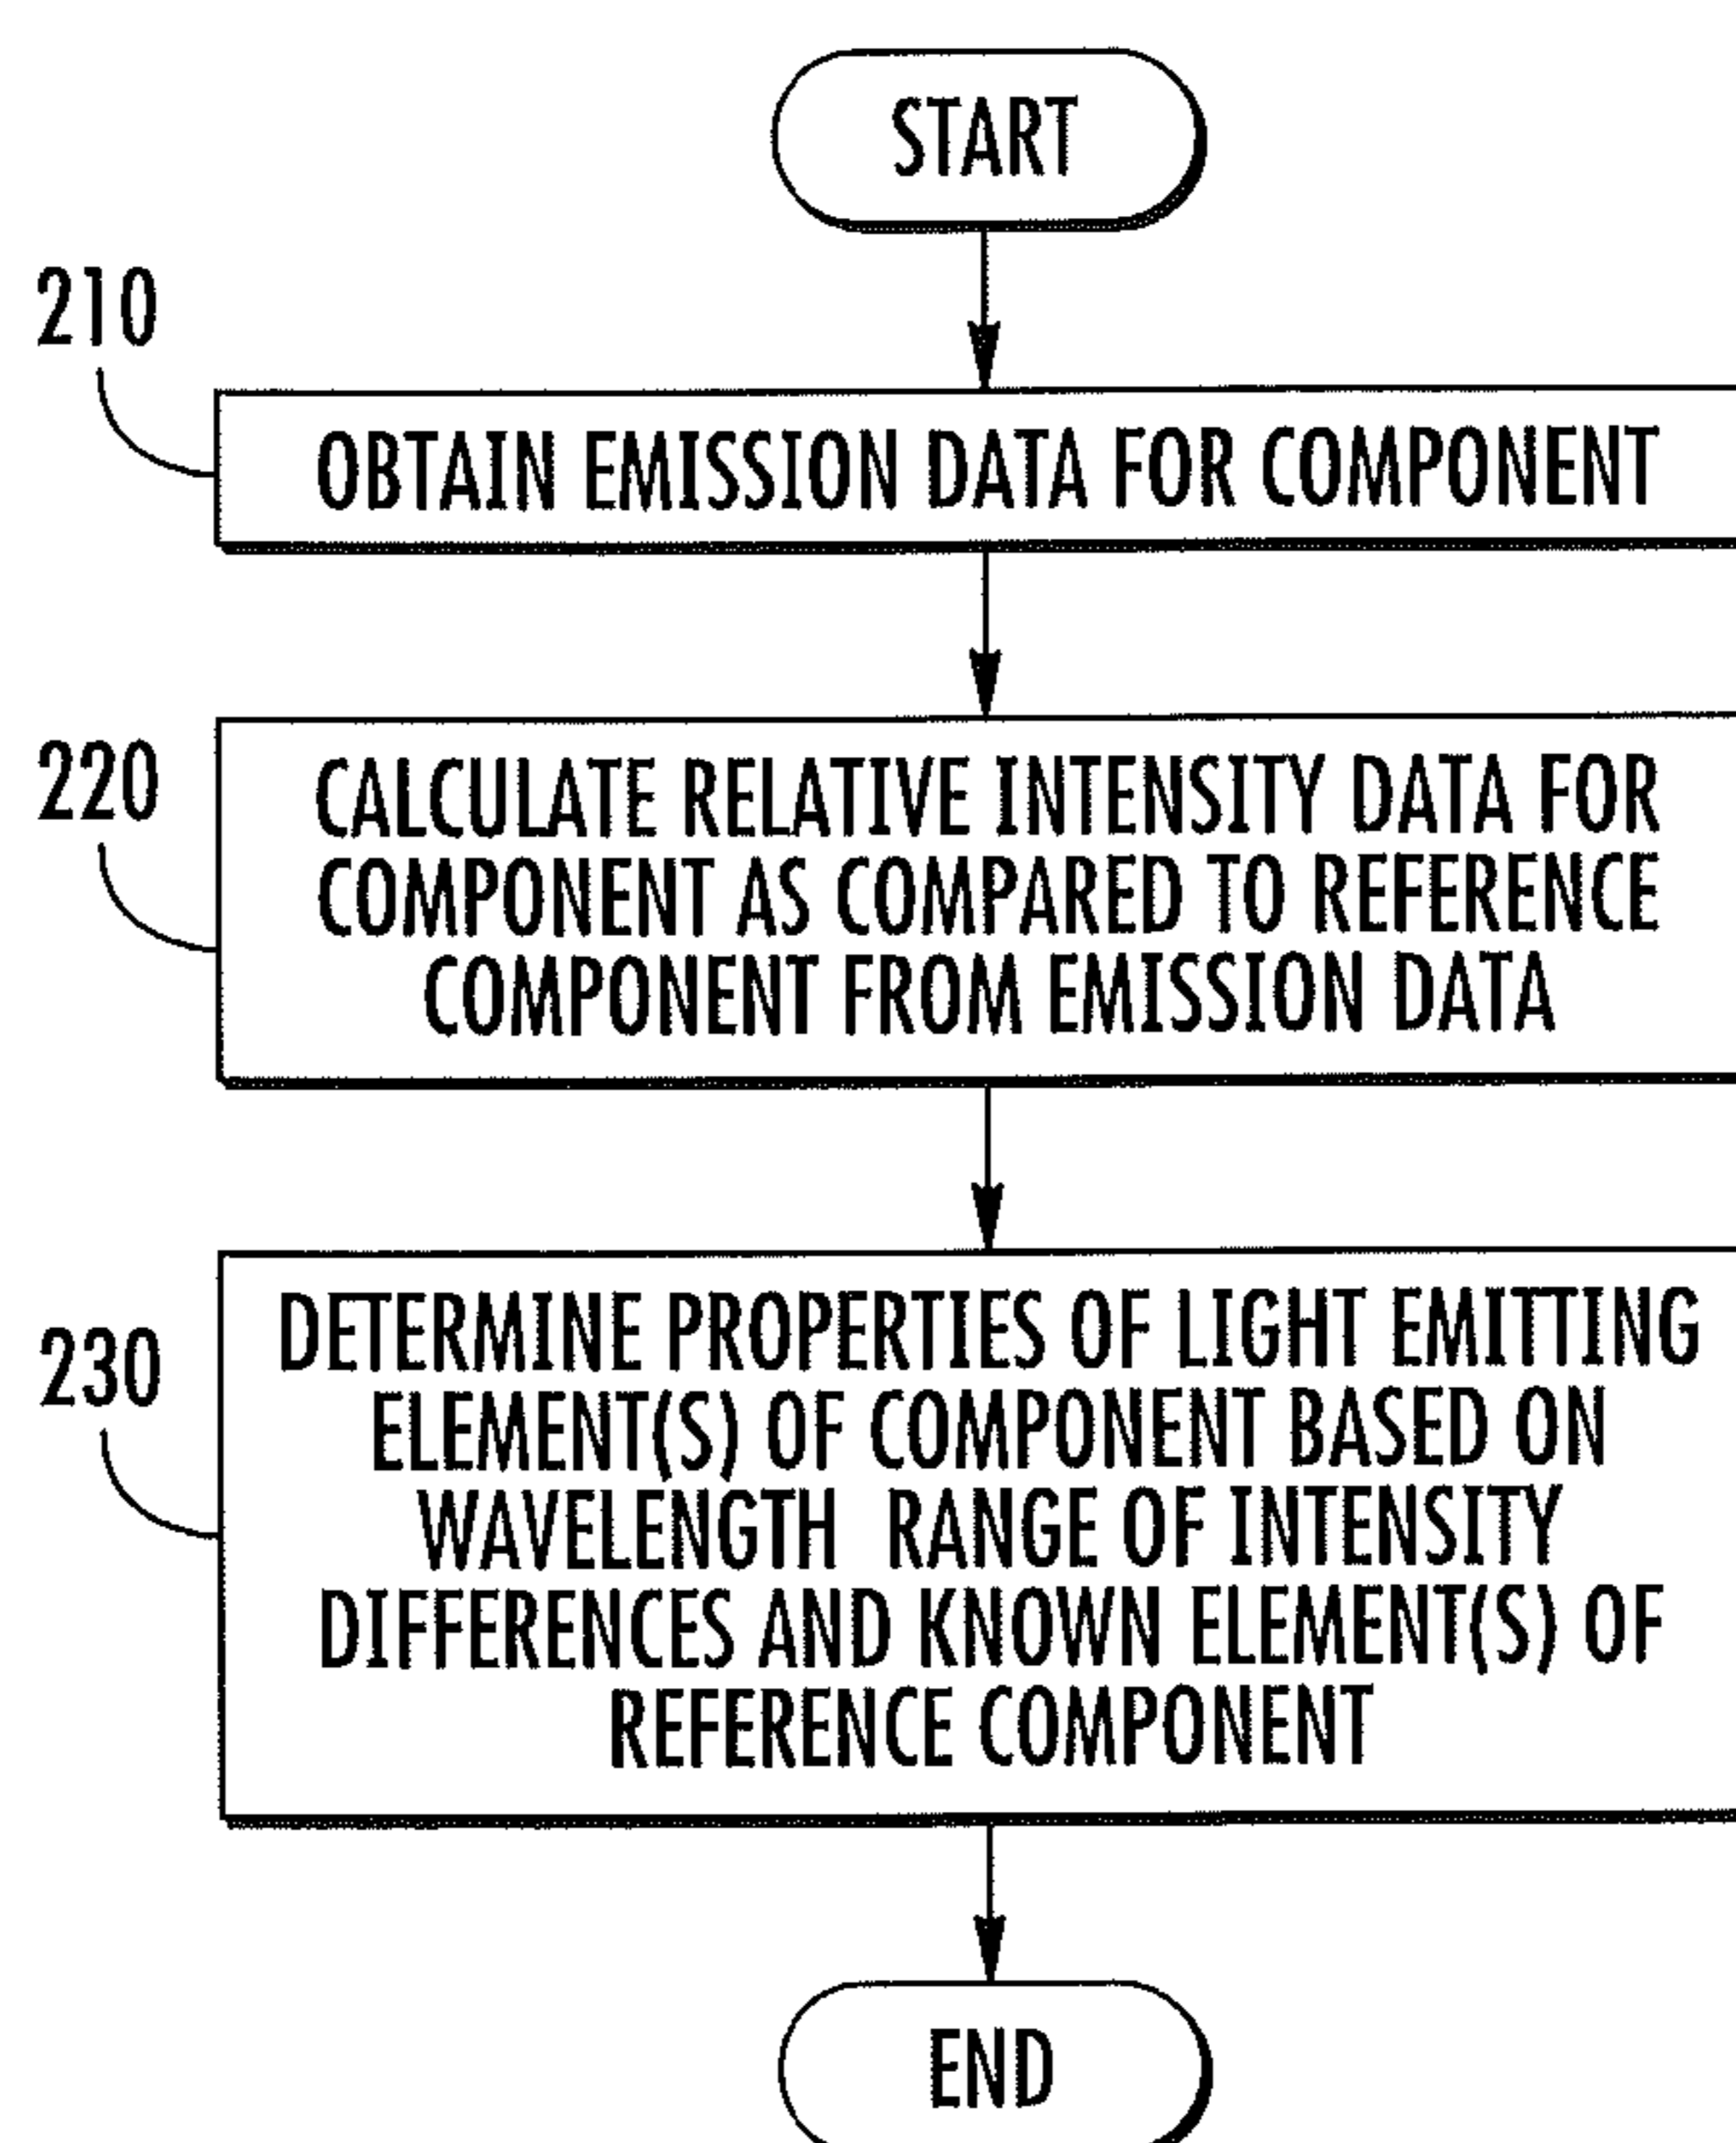 START
210
OBTAIN EMISSION DATA FOR COMPONENT
220
CALCULATE RELATIVE INTENSITY DATA FOR
COMPONENT AS COMPARED TO REFERENCE
COMPONENT FROM EMISSION DATA
230
DETERMINE PROPERTIES OF LIGHT EMITTING
ELEMENT(S) OF COMPONENT BASED ON
WAVELENGTH RANGE OF INTENSITY
DIFFERENCES AND KNOWN ELEMENT(S) OF
REFERENCE COMPONENT
END